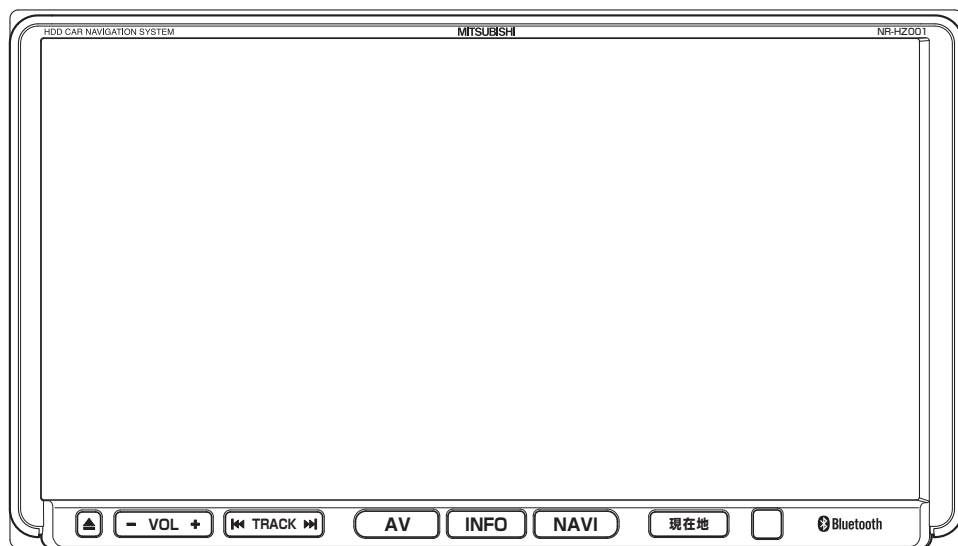 HDD CAR NAVIGATION SYSTEM MITSUBISHI NR-HZ001
- VOL + TRACK AV INFO NAVI 現在地 Bluetooth